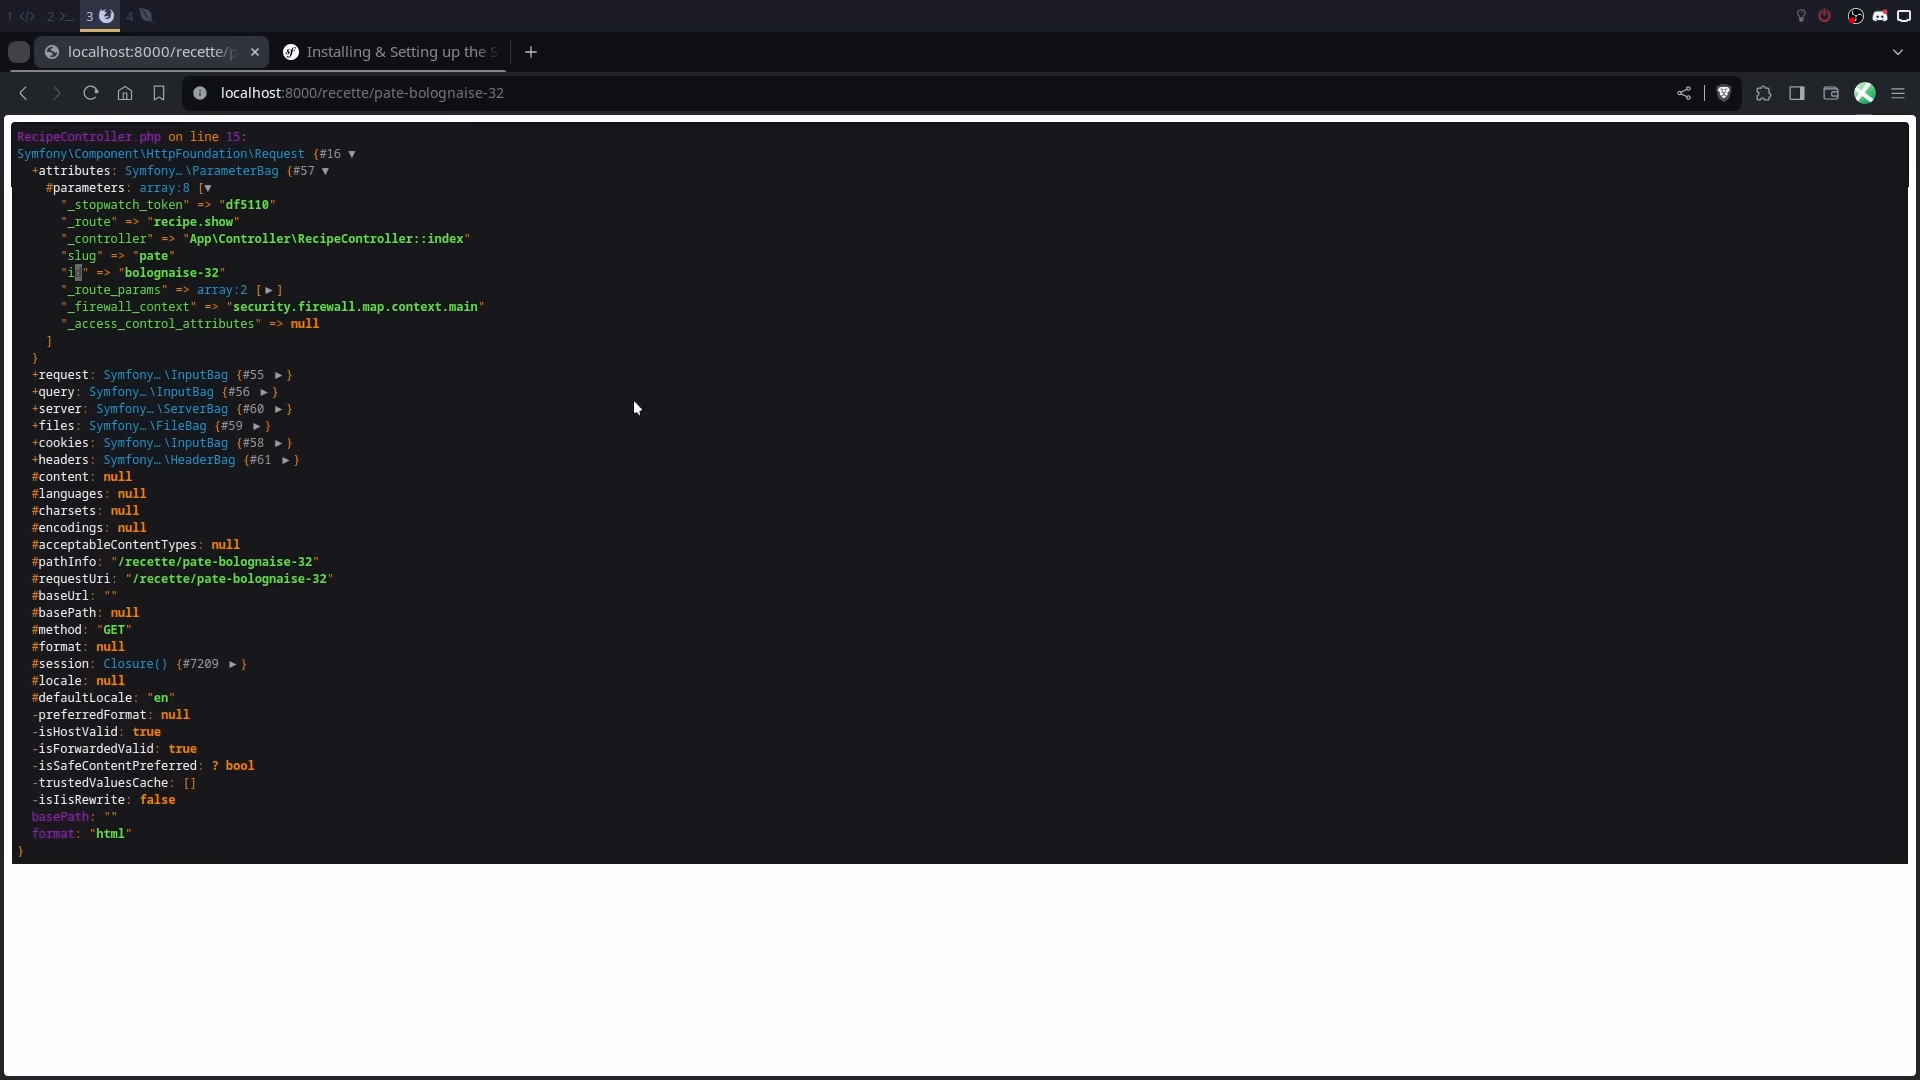 1 2 3 4
localhost:8000/recette/p
Installing & Setting up the S
localhost:8000/recette/pate-bolognaise-32
RecipeController.php on line 15:
Symfony\Component\HttpFoundation\Request {#16 ▼
+attributes: Symfony…\ParameterBag {#57 ▼
#parameters: array:8 [▼
"_stopwatch_token" => "df5110"
"_route" => "recipe.show"
"_controller" => "App\Controller\RecipeController::index"
"slug" => "pate"
"id" => "bolognaise-32"
"_route_params" => array:2 [▶]
"_firewall_context" => "security.firewall.map.context.main"
"_access_control_attributes" => null
]
}
+request: Symfony…\InputBag {#55 ▶}
+query: Symfony…\InputBag {#56 ▶}
+server: Symfony…\ServerBag {#60 ▶}
+files: Symfony…\FileBag {#59 ▶}
+cookies: Symfony…\InputBag {#58 ▶}
+headers: Symfony…\HeaderBag {#61 ▶}
#content: null
#languages: null
#charsets: null
#encodings: null
#acceptableContentTypes: null
#pathInfo: "/recette/pate-bolognaise-32"
#requestUri: "/recette/pate-bolognaise-32"
#baseUrl: ""
#basePath: null
#method: "GET"
#format: null
#session: Closure() {#7209 ▶}
#locale: null
#defaultLocale: "en"
-preferredFormat: null
-isHostValid: true
-isForwardedValid: true
-isSafeContentPreferred: ? bool
-trustedValuesCache: []
-isIisRewrite: false
basePath: ""
format: "html"
}